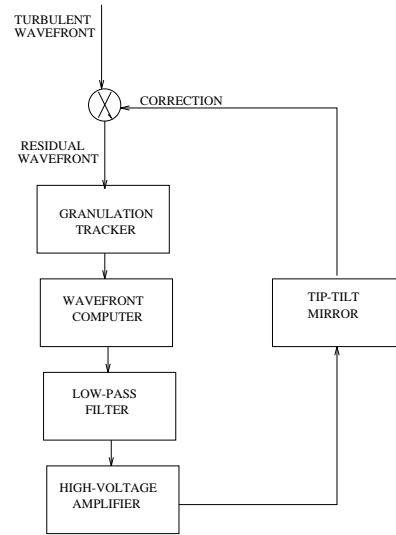 TURBULENT
WAVEFRONT
CORRECTION
RESIDUAL
WAVEFRONT
GRANULATION
TRACKER
WAVEFRONT
COMPUTER
TIP-TILT
MIRROR
LOW-PASS
FILTER
HIGH-VOLTAGE
AMPLIFIER